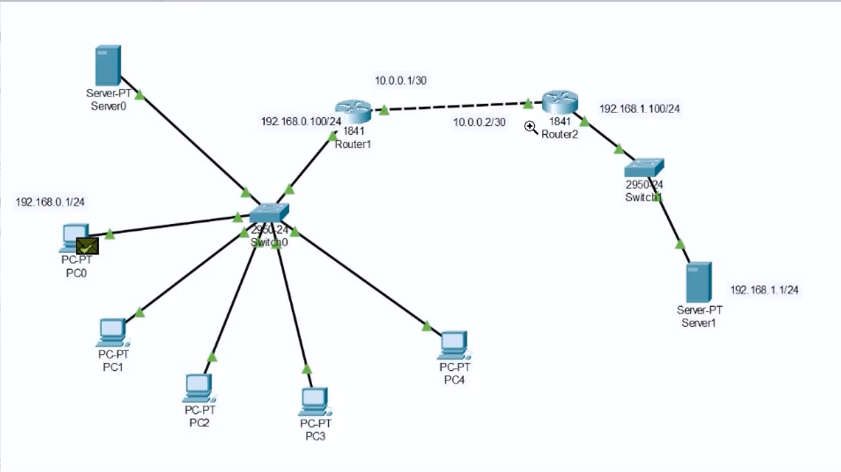 10.0.0.1/30
Server-PT
Server0
192.168.0.100/24
1841
Router1
10.0.0.2/30
1841
Router2
192.168.1.100/24
2950-24
Switch1
192.168.0.1/24
PC-PT
PC0
2950-24
Switch0
Server-PT
Server1
192.168.1.1/24
PC-PT
PC1
PC-PT
PC2
PC-PT
PC3
PC-PT
PC4